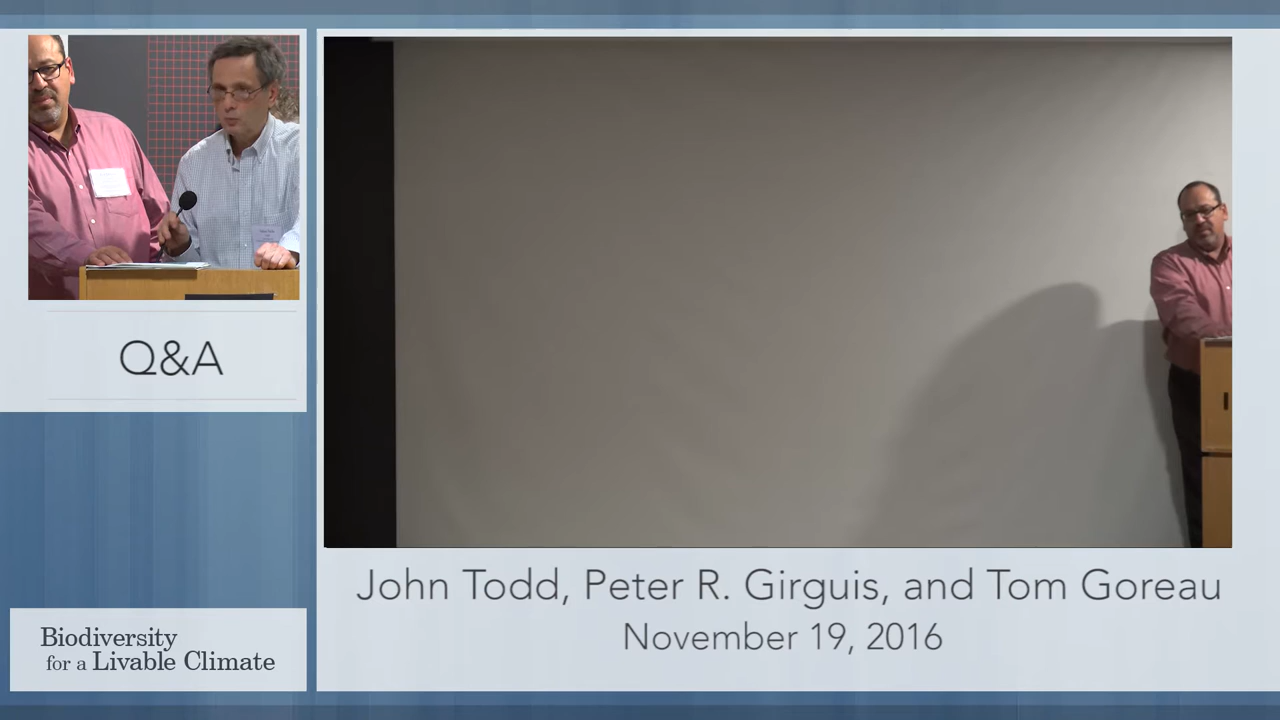 Q&A
John Todd, Peter R. Girguis, and Tom Goreau
November 19, 2016
Biodiversity
for a Livable Climate